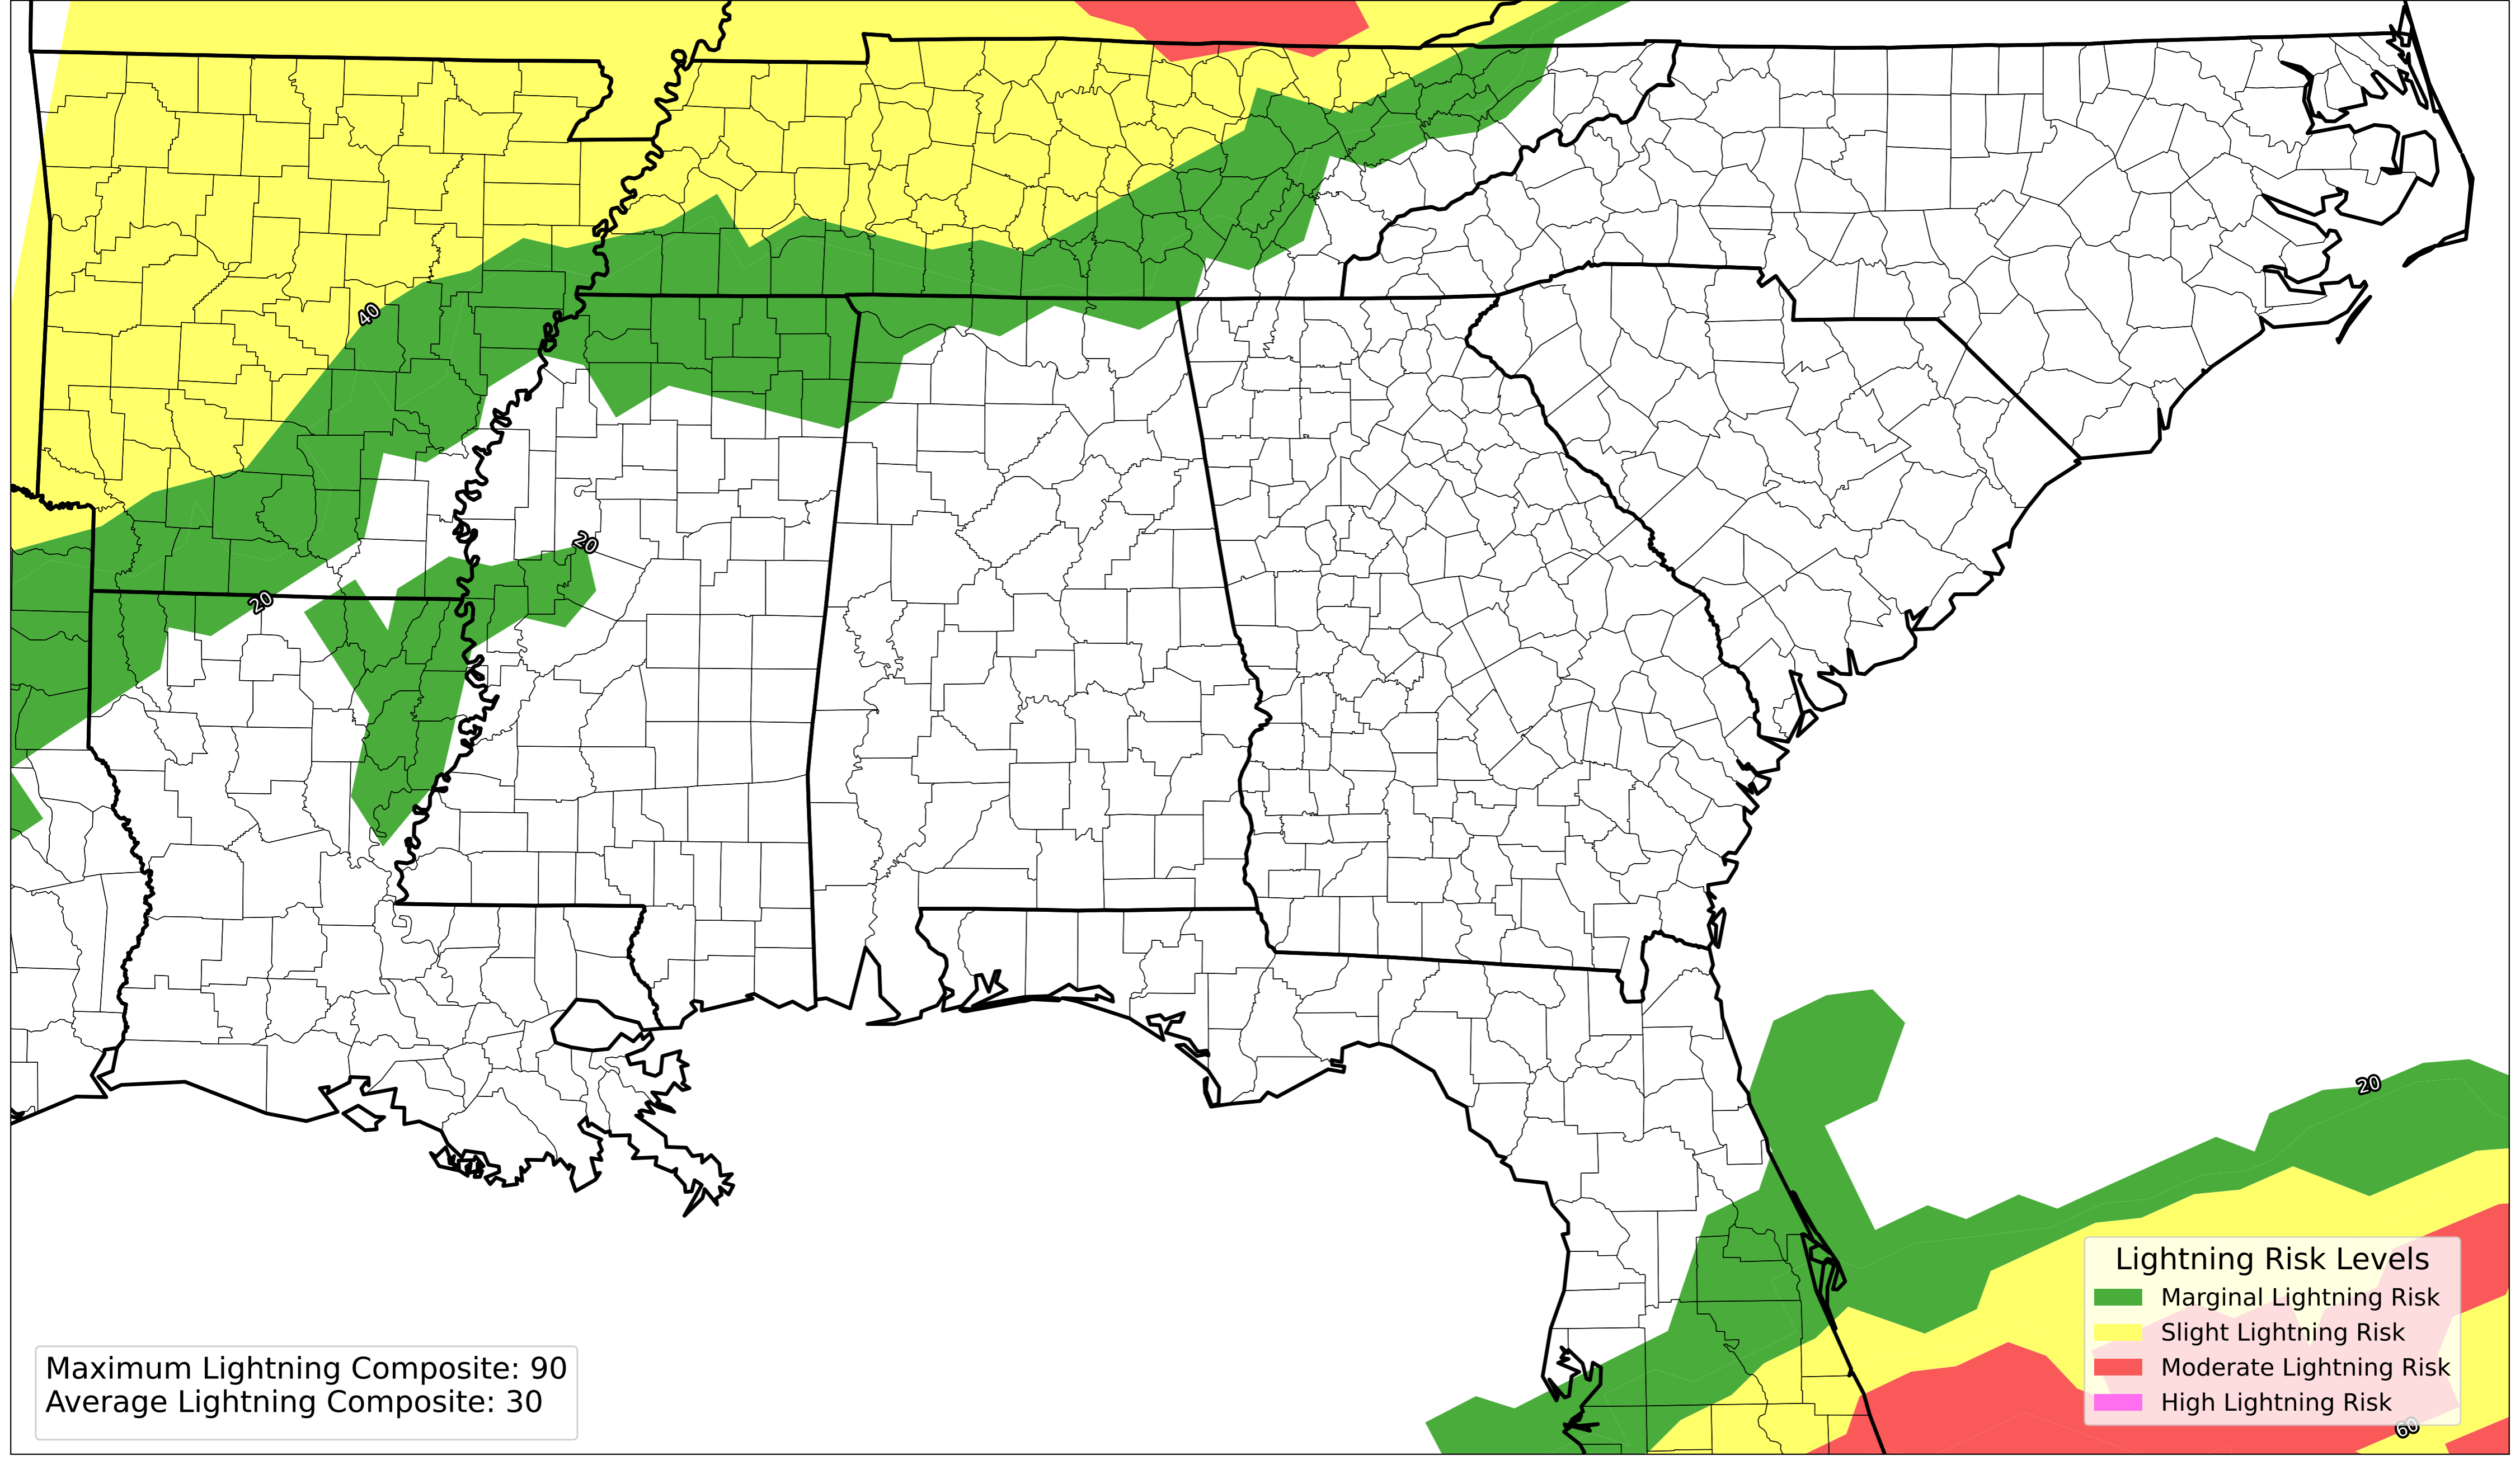 40
20
20
20
Lightning Risk Levels
Marginal Lightning Risk
Slight Lightning Risk
Moderate Lightning Risk
High Lightning Risk
60
Maximum Lightning Composite: 90
Average Lightning Composite: 30